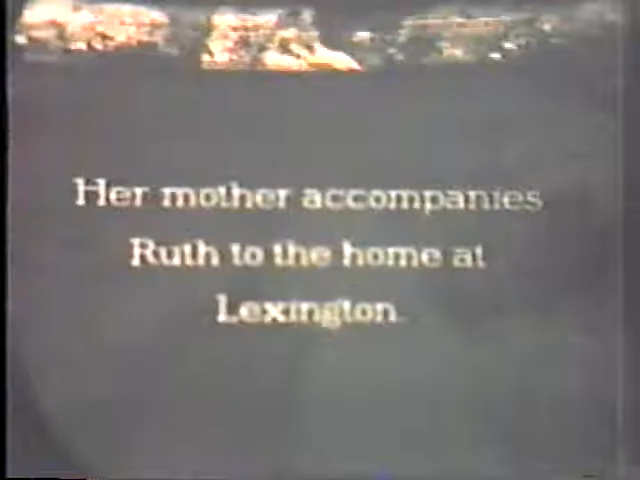 Her mother accompanies
Ruth to the home at
Lexington.